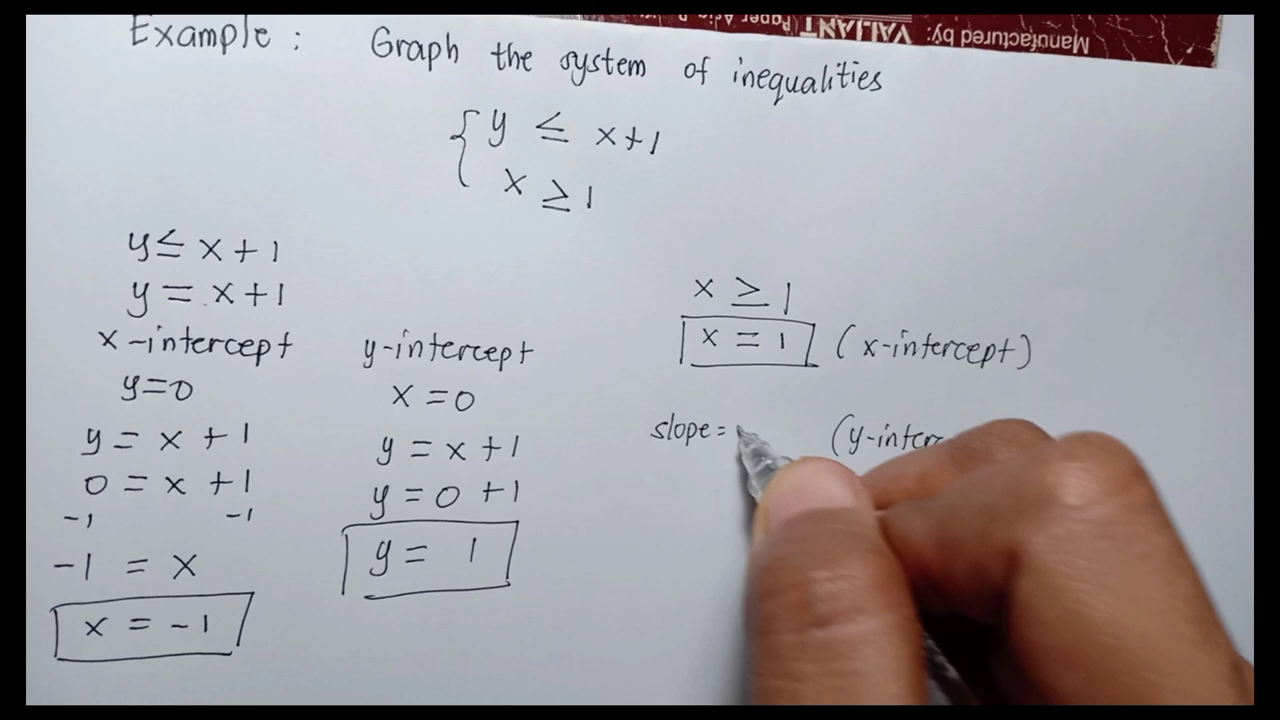 Manufactured by: VALIANT Paper
Example : Graph the system of inequalities
{ y ≤ x+1
x ≥ 1
y ≤ x + 1
y = x + 1
x-intercept
y=0
y = x + 1
0 = x + 1
-1 -1
-1 = x
x = -1
y-intercept
x = 0
y = x + 1
y = 0 + 1
y = 1
x ≥ 1
x = 1 (x-intercept)
slope = (y-inter